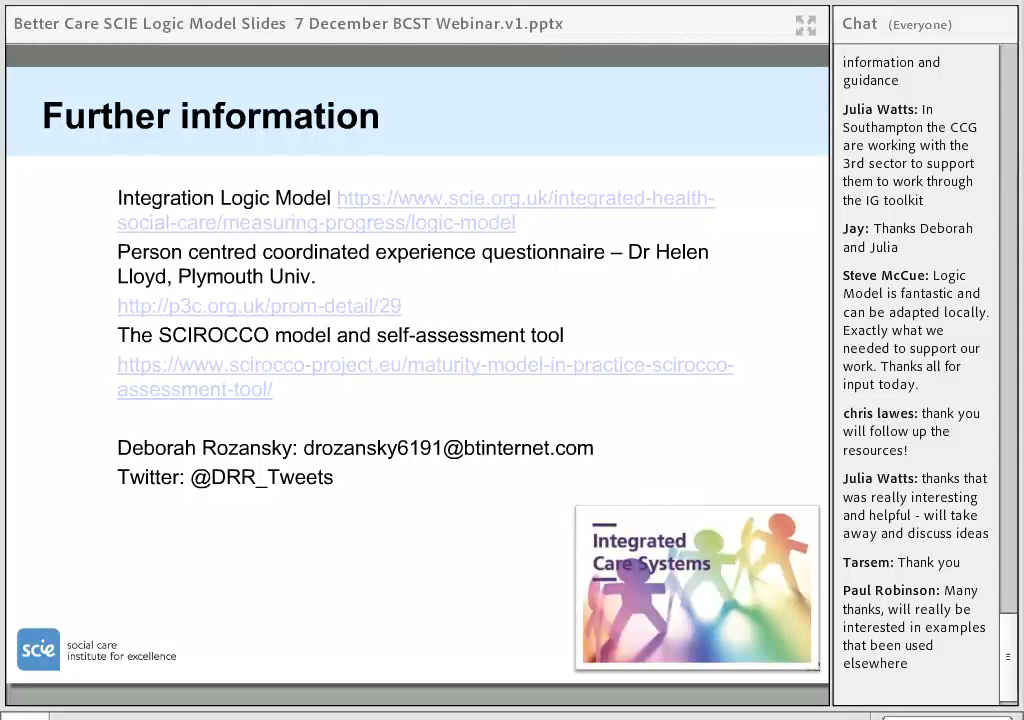 Better Care SCIE Logic Model Slides  7 December BCST Webinar.v1.pptx
Further information
Integration Logic Model https://www.scie.org.uk/integrated-health-
social-care/measuring-progress/logic-model
Person centred coordinated experience questionnaire – Dr Helen
Lloyd, Plymouth Univ.
http://p3c.org.uk/prom-detail/29
The SCIROCCO model and self-assessment tool
https://www.scirocco-project.eu/maturity-model-in-practice-scirocco-
assessment-tool/
Deborah Rozansky: drozansky6191@btinternet.com
Twitter: @DRR_Tweets
Integrated
Care Systems
scie
social care
institute for excellence
Chat (Everyone)
information and
guidance
Julia Watts: In
Southampton the CCG
are working with the
3rd sector to support
them to work through
the IG toolkit
Jay: Thanks Deborah
and Julia
Steve McCue: Logic
Model is fantastic and
can be adapted locally.
Exactly what we
needed to support our
work. Thanks all for
input today.
chris lawes: thank you
will follow up the
resources!
Julia Watts: thanks that
was really interesting
and helpful - will take
away and discuss ideas
Tarsem: Thank you
Paul Robinson: Many
thanks, will really be
interested in examples
that been used
elsewhere